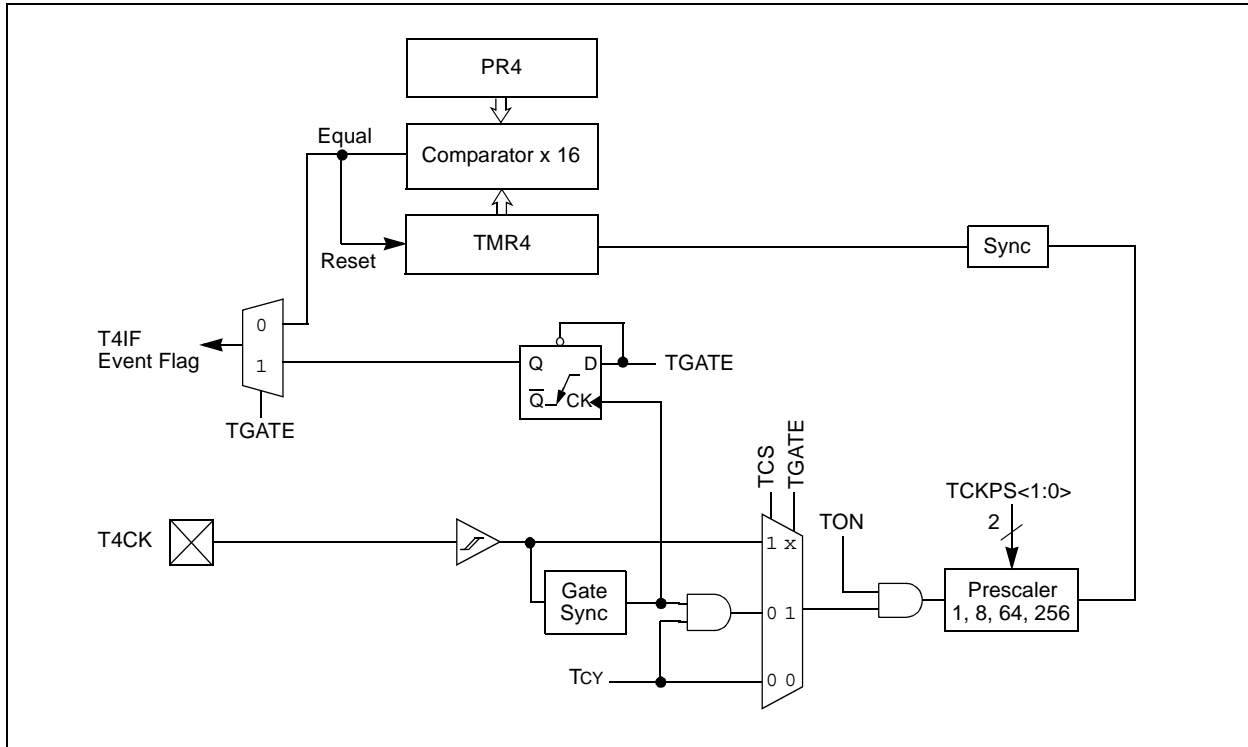 PR4
Equal
Comparator x 16
TMR4
Reset
Sync
T4IF
Event Flag
0
1
TGATE
Q
D
TGATE
Q
CK
TCS
TGATE
TCKPS<1:0>
2
TON
T4CK
1 x
Gate
Sync
0 1
Prescaler
1, 8, 64, 256
TCY
0 0